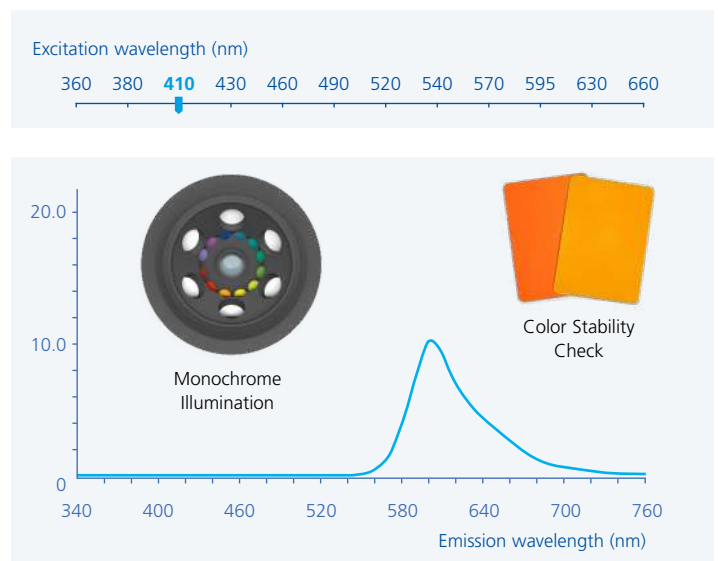 Excitation wavelength (nm)
360 380 410 430 460 490 520 540 570 595 630 660
20.0
10.0
0
Monochrome
Illumination
Color Stability
Check
340 400 460 520 580 640 700 760
Emission wavelength (nm)